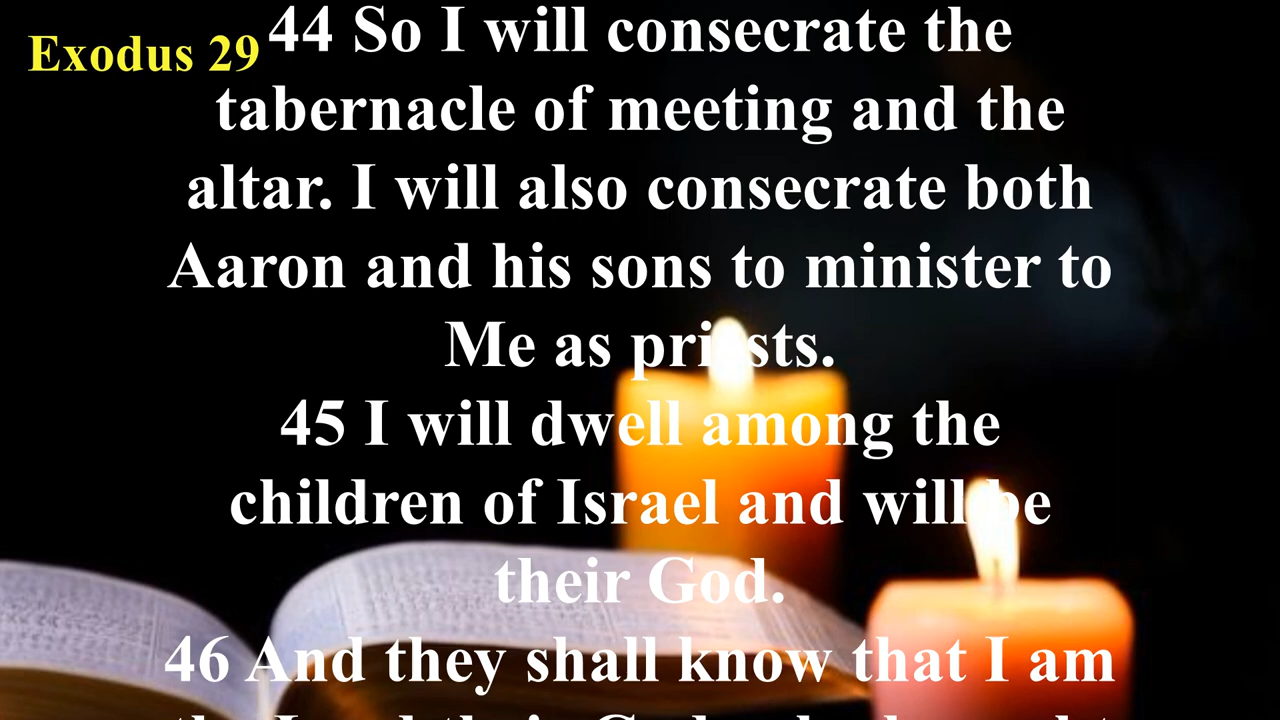 Exodus 29
44 So I will consecrate the
tabernacle of meeting and the
altar. I will also consecrate both
Aaron and his sons to minister to
Me as priests.
45 I will dwell among the
children of Israel and will be
their God.
46 And they shall know that I am